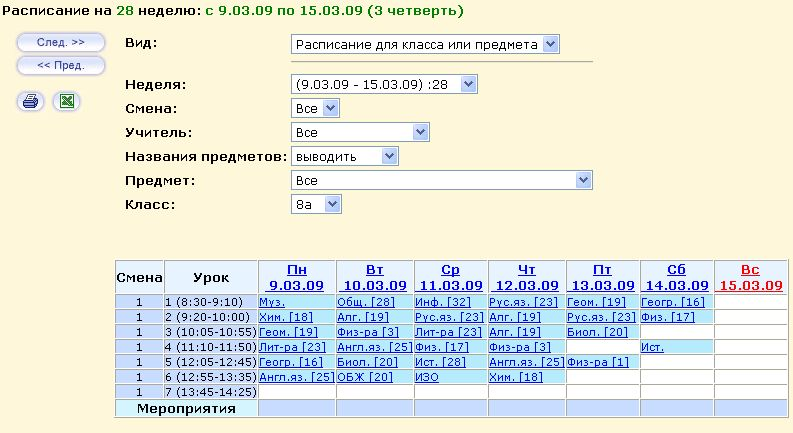 Расписание на 28 неделю: с 9.03.09 по 15.03.09 (3 четверть)
След. >>
<< Пред.
Вид: Расписание для класса или предмета
Неделя: (9.03.09 - 15.03.09) :28
Смена: Все
Учитель: Все
Названия предметов: выводить
Предмет: Все
Класс: 8а
Смена Урок Пн 9.03.09 Вт 10.03.09 Ср 11.03.09 Чт 12.03.09 Пт 13.03.09 Сб 14.03.09 Вс 15.03.09
1 1 (8:30-9:10) Муз. Общ. [28] Инф. [32] Рус.яз. [23] Геом. [19] Геогр. [16]
1 2 (9:20-10:00) Хим. [18] Алг. [19] Рус.яз. [23] Алг. [19] Рус.яз. [23] Физ. [17]
1 3 (10:05-10:55) Геом. [19] Физ-ра [3] Лит-ра [23] Алг. [19] Биол. [20]
1 4 (11:10-11:50) Лит-ра [23] Англ.яз. [25] Физ. [17] Физ-ра [3] Ист.
1 5 (12:05-12:45) Геогр. [16] Биол. [20] Ист. [28] Англ.яз. [25] Физ-ра [1]
1 6 (12:55-13:35) Англ.яз. [25] ОБЖ [20] ИЗО Хим. [18]
1 7 (13:45-14:25)
Мероприятия